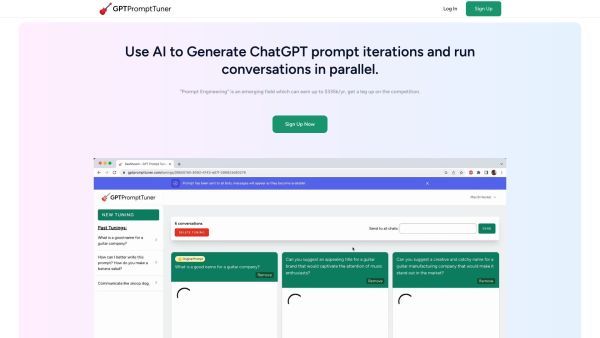 GPTPromptTuner
Log In
Sign Up
Use AI to Generate ChatGPT prompt iterations and run
conversations in parallel.
"Prompt Engineering" is an emerging field which can earn up to $335k/yr, get a leg up on the competition.
Sign Up Now
Dashboard - GPT Prompt Tun
Prompt has been sent to all bots, messages will appear as they become available
GPTPromptTuner
NEW TUNING
Past Tunings:
What is a good name for a
guitar company?
How can I better write this
prompt? How do you make a
banana salad?
Communicate the snoop dog,
6 conversations
DELETE TUNING
Send to all chats
SEND
Original Prompt
What is a good name for a guitar company?
Remove
Can you suggest an appealing title for a guitar
brand that would captivate the attention of music
enthusiasts?
Remove
Can you suggest a creative and catchy name for a
guitar manufacturing company that would make it
stand out in the market?
Remove